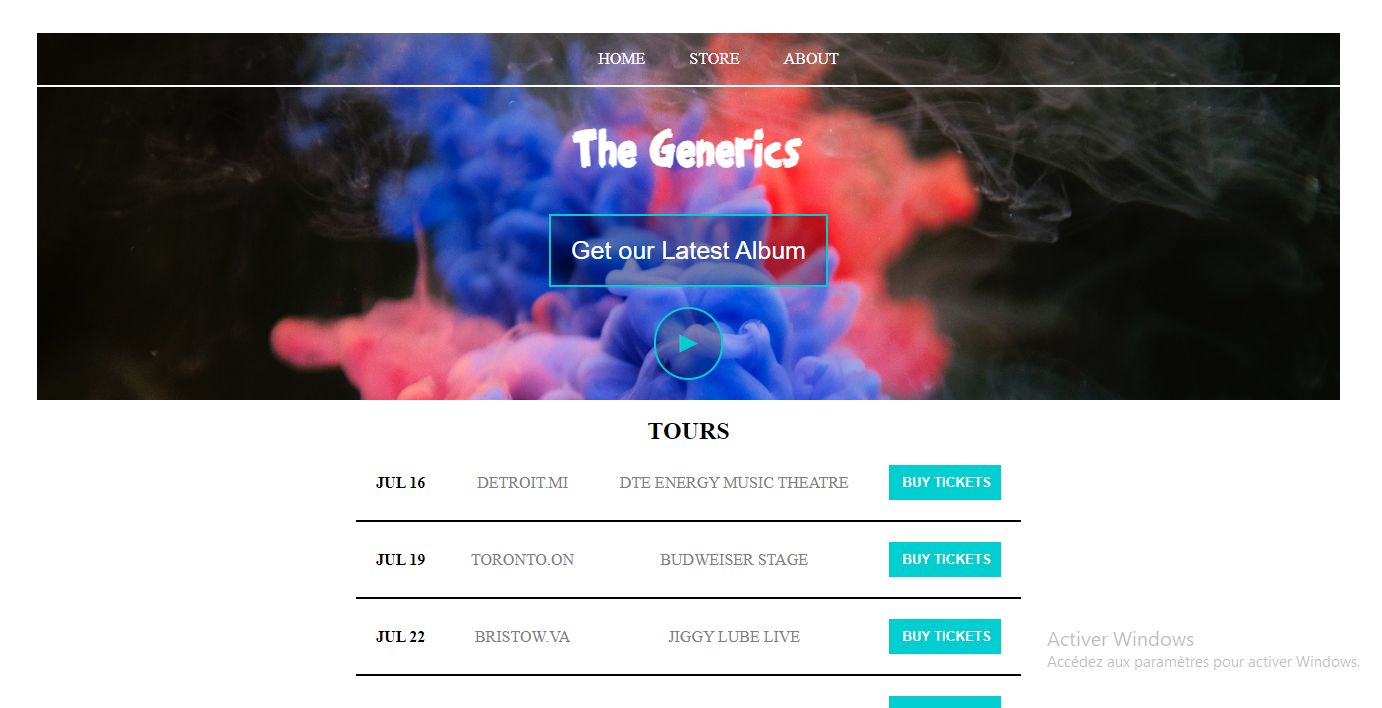 HOME STORE ABOUT
The Generics
Get our Latest Album
TOURS
JUL 16 DETROIT.MI DTE ENERGY MUSIC THEATRE BUY TICKETS
JUL 19 TORONTO.ON BUDWEISER STAGE BUY TICKETS
JUL 22 BRISTOW.VA JIGGY LUBE LIVE BUY TICKETS
Activer Windows
Accédez aux paramètres pour activer Windows.